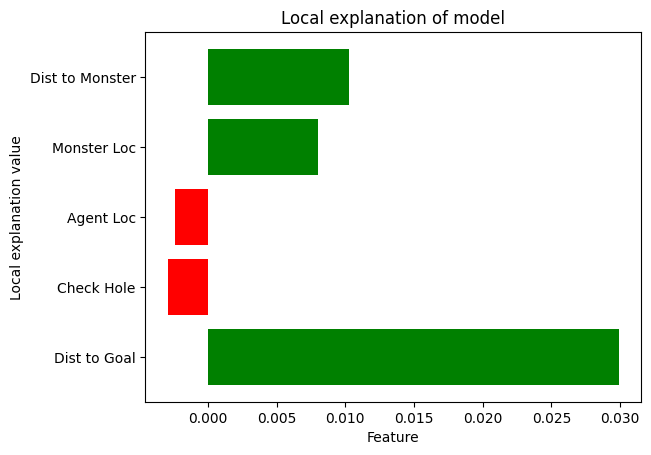 Local explanation of model
Local explanation value
Dist to Monster
Monster Loc
Agent Loc
Check Hole
Dist to Goal
0.000 0.005 0.010 0.015 0.020 0.025 0.030
Feature